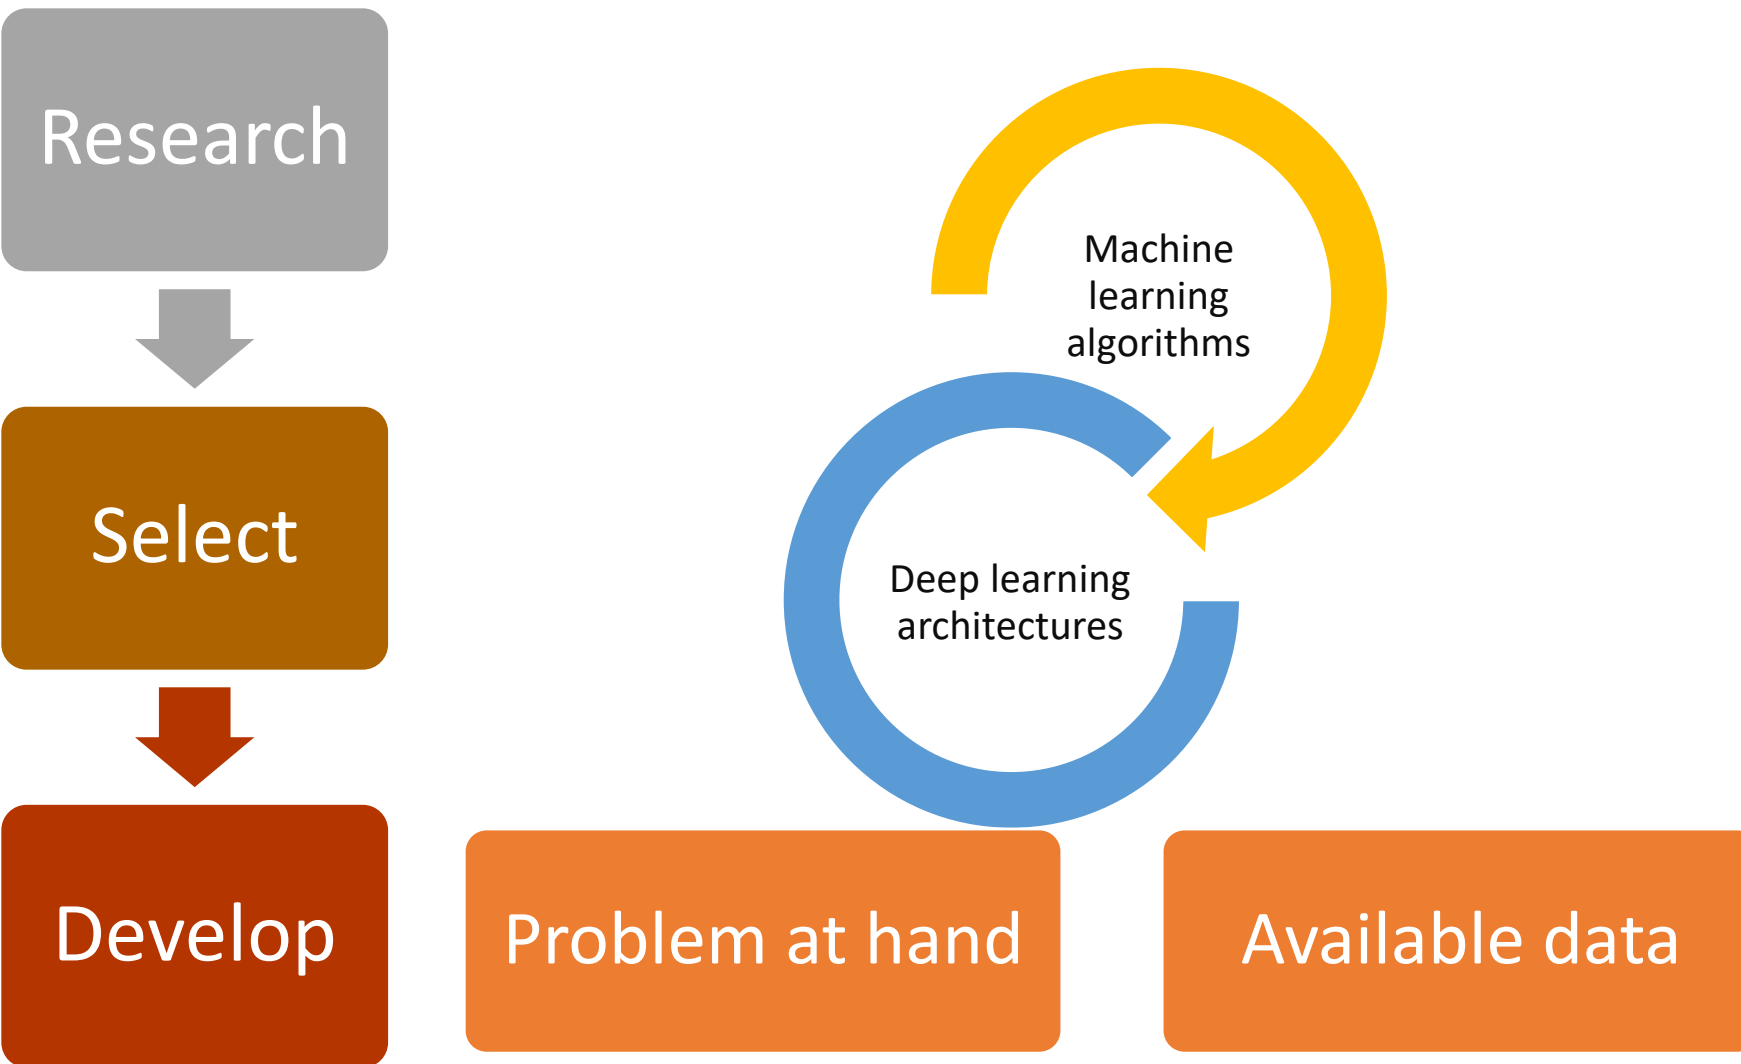 Research
Select
Develop
Machine
learning
algorithms
Deep learning
architectures
Problem at hand
Available data